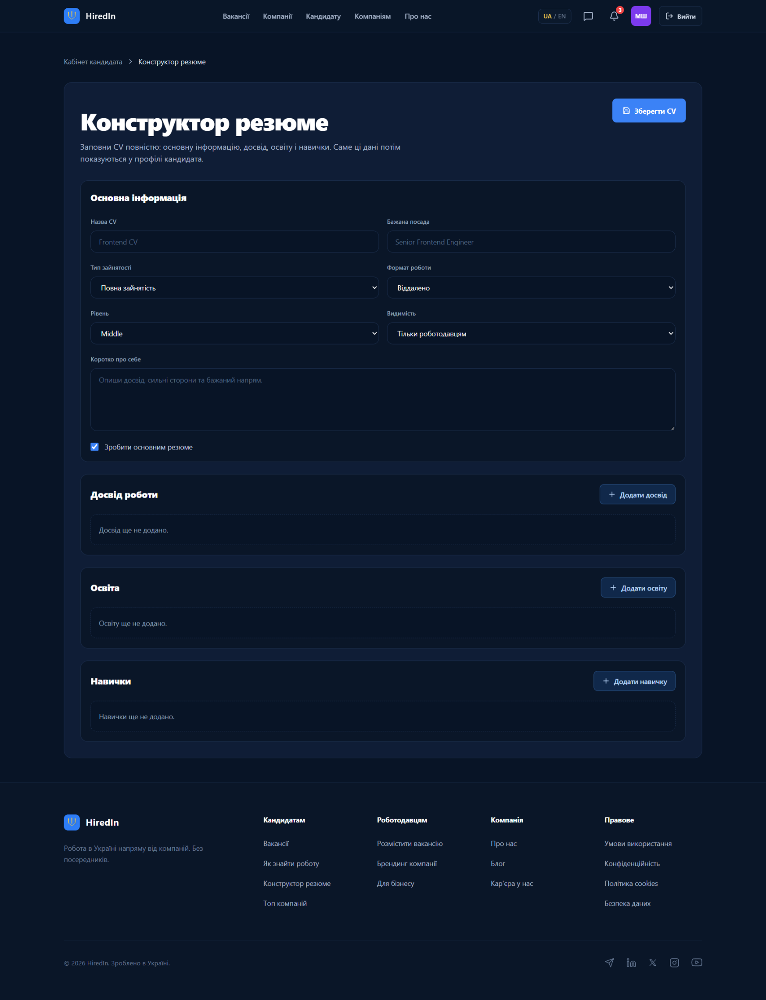 HiredIn
Вакансії
Компанії
Кандидату
Компаніям
Про нас
UA / EN
3
МШ
Вийти
Кабінет кандидата
Конструктор резюме
Зберегти CV
Конструктор резюме
Заповни CV повністю: основну інформацію, досвід, освіту і навички. Саме ці дані потім
показуються у профілі кандидата.
Основна інформація
Назва CV
Бажана посада
Frontend CV
Senior Frontend Engineer
Тип зайнятості
Формат роботи
Повна зайнятість
Віддалено
Рівень
Видимість
Middle
Тільки роботодавцям
Коротко про себе
Опиши досвід, сильні сторони та бажаний напрям.
Зробити основним резюме
Досвід роботи
Додати досвід
Досвід ще не додано.
Освіта
Додати освіту
Освіту ще не додано.
Навички
Додати навичку
Навички ще не додано.
HiredIn
Робота в Україні напряму від компаній. Без
посередників.
Кандидатам
Вакансії
Як знайти роботу
Конструктор резюме
Топ компаній
Роботодавцям
Розмістити вакансію
Брендинг компанії
Для бізнесу
Компанія
Про нас
Блог
Кар'єра у нас
Правове
Умови використання
Конфіденційність
Політика cookies
Безпека даних
© 2026 HiredIn. Зроблено в Україні.